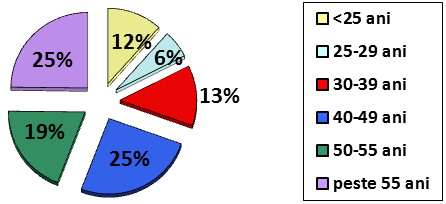 12%
6%
13%
25%
19%
25%
<25 ani
25-29 ani
30-39 ani
40-49 ani
50-55 ani
peste 55 ani